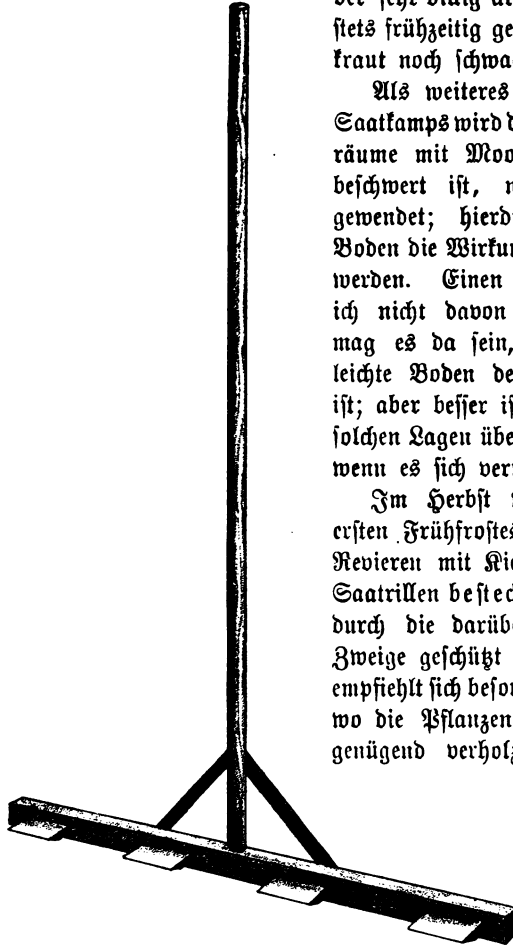 stets frühzeitig ge
kraut noch schwa
Als weiteres
Saatkamps wird d
räume mit Moo
beschwert ist, n
gewendet; hierd
Boden die Wirkun
werden. Einen
ich nicht davon
mag es da sein,
leichte Boden de
ist; aber besser is
solchen Lagen übe
wenn es sich ver
Im Herbst
ersten Frühfrostes
Revieren mit Kie
Saatrillen besteck
durch die darübe
Zweige geschützt
empfiehlt sich beson
wo die Pflanzen
genügend verholz